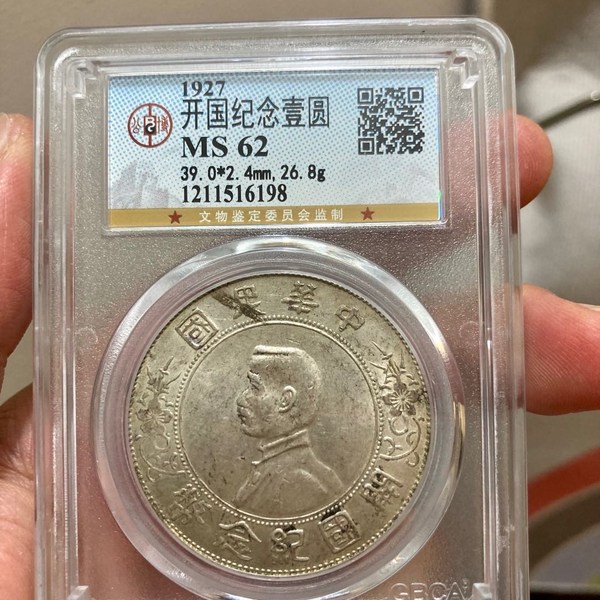 1927
开国纪念壹圆
MS 62
39.0*2.4mm,26.8g
1211516198
文物鉴定委员会监制
中華民國
開國紀念幣
GBCA